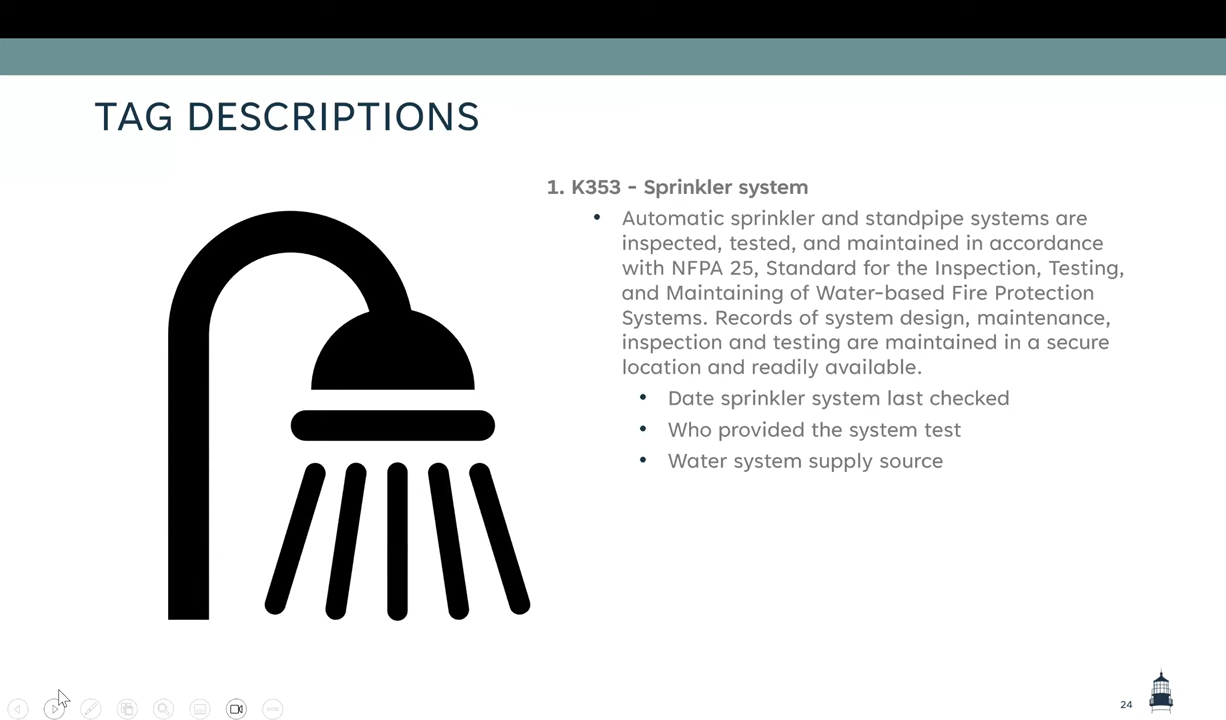 TAG DESCRIPTIONS
1. K353 - Sprinkler system
• Automatic sprinkler and standpipe systems are
inspected, tested, and maintained in accordance
with NFPA 25, Standard for the Inspection, Testing,
and Maintaining of Water-based Fire Protection
Systems. Records of system design, maintenance,
inspection and testing are maintained in a secure
location and readily available.
• Date sprinkler system last checked
• Who provided the system test
• Water system supply source
24